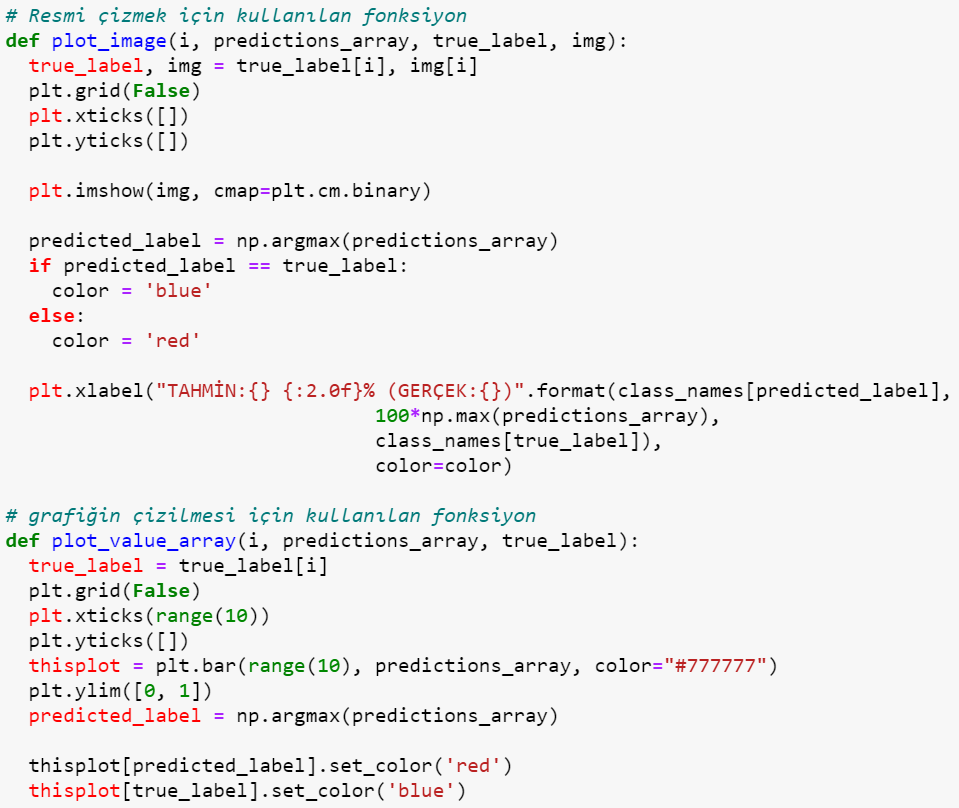 # Resmi çizmek için kullanılan fonksiyon
def plot_image(i, predictions_array, true_label, img):
  true_label, img = true_label[i], img[i]
  plt.grid(False)
  plt.xticks([])
  plt.yticks([])

  plt.imshow(img, cmap=plt.cm.binary)

  predicted_label = np.argmax(predictions_array)
  if predicted_label == true_label:
    color = 'blue'
  else:
    color = 'red'

  plt.xlabel("TAHMİN:{} {:2.0f}% (GERÇEK:{})".format(class_names[predicted_label],
                                100*np.max(predictions_array),
                                class_names[true_label]),
                                color=color)

# grafiğin çizilmesi için kullanılan fonksiyon
def plot_value_array(i, predictions_array, true_label):
  true_label = true_label[i]
  plt.grid(False)
  plt.xticks(range(10))
  plt.yticks([])
  thisplot = plt.bar(range(10), predictions_array, color="#777777")
  plt.ylim([0, 1])
  predicted_label = np.argmax(predictions_array)

  thisplot[predicted_label].set_color('red')
  thisplot[true_label].set_color('blue')